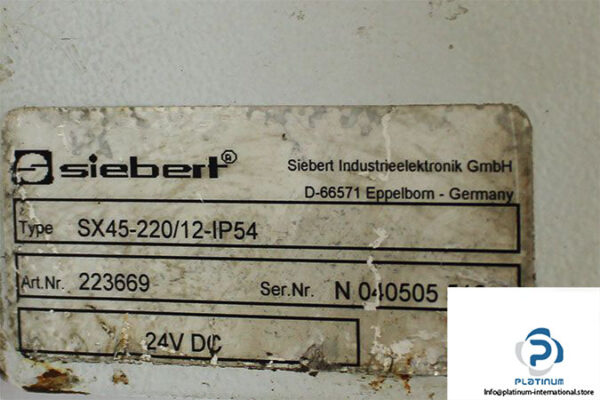 siebert®
Siebert Industrieelektronik GmbH
D-66571 Eppelborn - Germany
Type SX45-220/12-IP54
Art.Nr. 223669 Ser.Nr. N 040505
24V DC
PLATINUM
Info@platinum-international.store